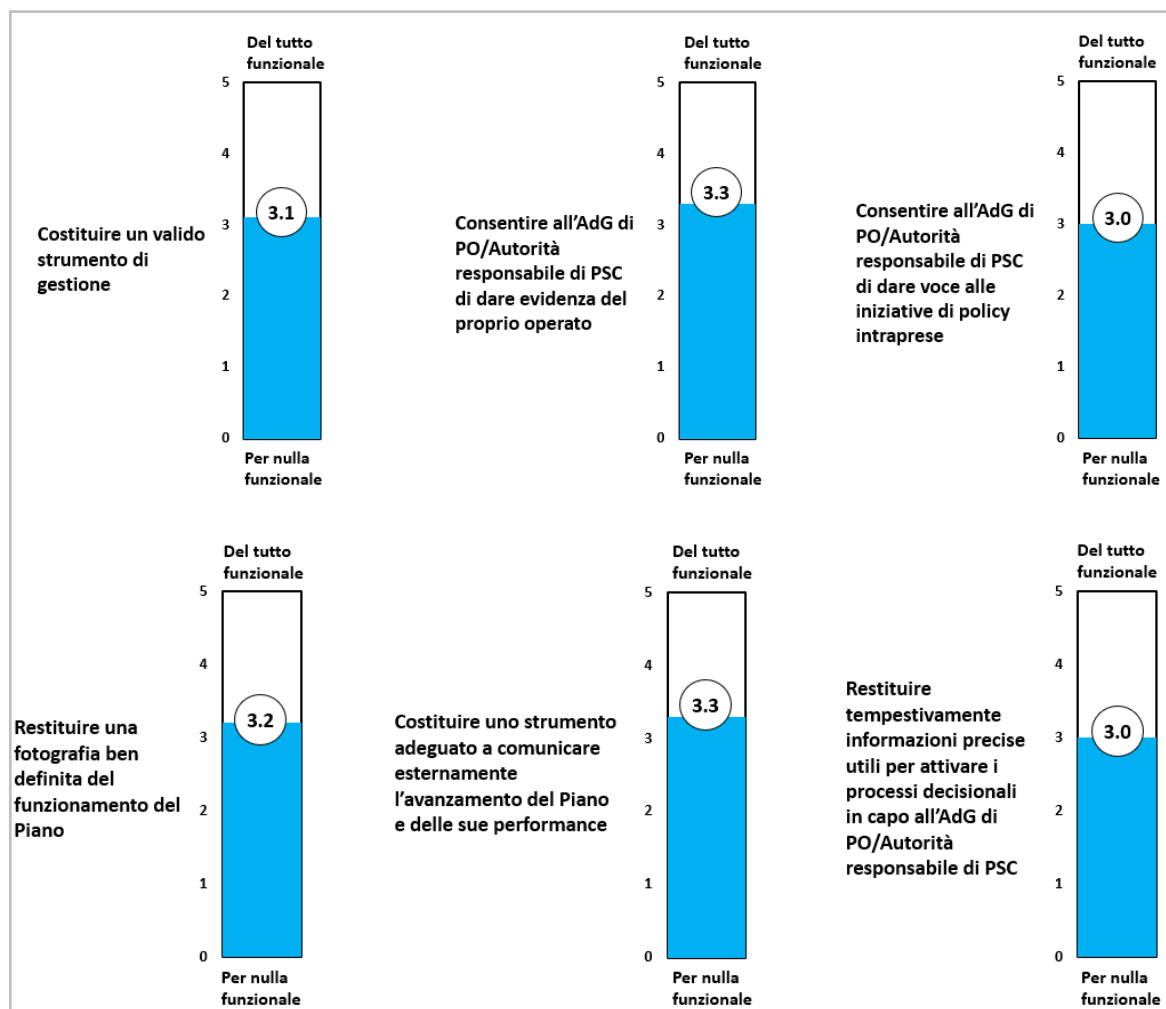 Del tutto
funzionale
5
4
3.1
3
2
1
0
Per nulla
funzionale
Costituire un valido
strumento di
gestione
Del tutto
funzionale
5
4
3.3
3
2
1
0
Per nulla
funzionale
Consentire all'AdG di
PO/Autorità
responsabile di PSC
di dare evidenza del
proprio operato
Del tutto
funzionale
5
4
3.0
3
2
1
0
Per nulla
funzionale
Consentire all'AdG di
PO/Autorità
responsabile di PSC
di dare voce alle
iniziative di policy
intraprese
Del tutto
funzionale
5
4
3.2
3
2
1
0
Per nulla
funzionale
Restituire una
fotografia ben
definita del
funzionamento del
Piano
Del tutto
funzionale
5
4
3.3
3
2
1
0
Per nulla
funzionale
Costituire uno strumento
adeguato a comunicare
esternamente
l'avanzamento del Piano
e delle sue performance
Del tutto
funzionale
5
4
3.0
3
2
1
0
Per nulla
funzionale
Restituire
tempestivamente
informazioni precise
utili per attivare i
processi decisionali
in capo all'AdG di
PO/Autorità
responsabile di PSC